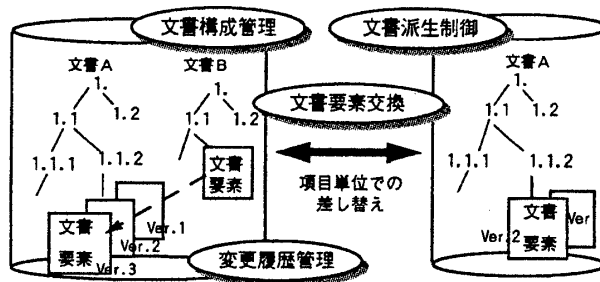 文書構成管理
文書派生制御
文書A
文書B
文書A
1.
1.1
1.2
1.1.1
1.1.2
1.
1.1
1.2
文書
要素
文書要素交換
項目単位での
差し替え
1.
1.1
1.2
1.1.1
1.1.2
文書
要素
Ver.1
Ver.2
Ver.3
文書
要素
Ver.2
Ver
変更履歴管理